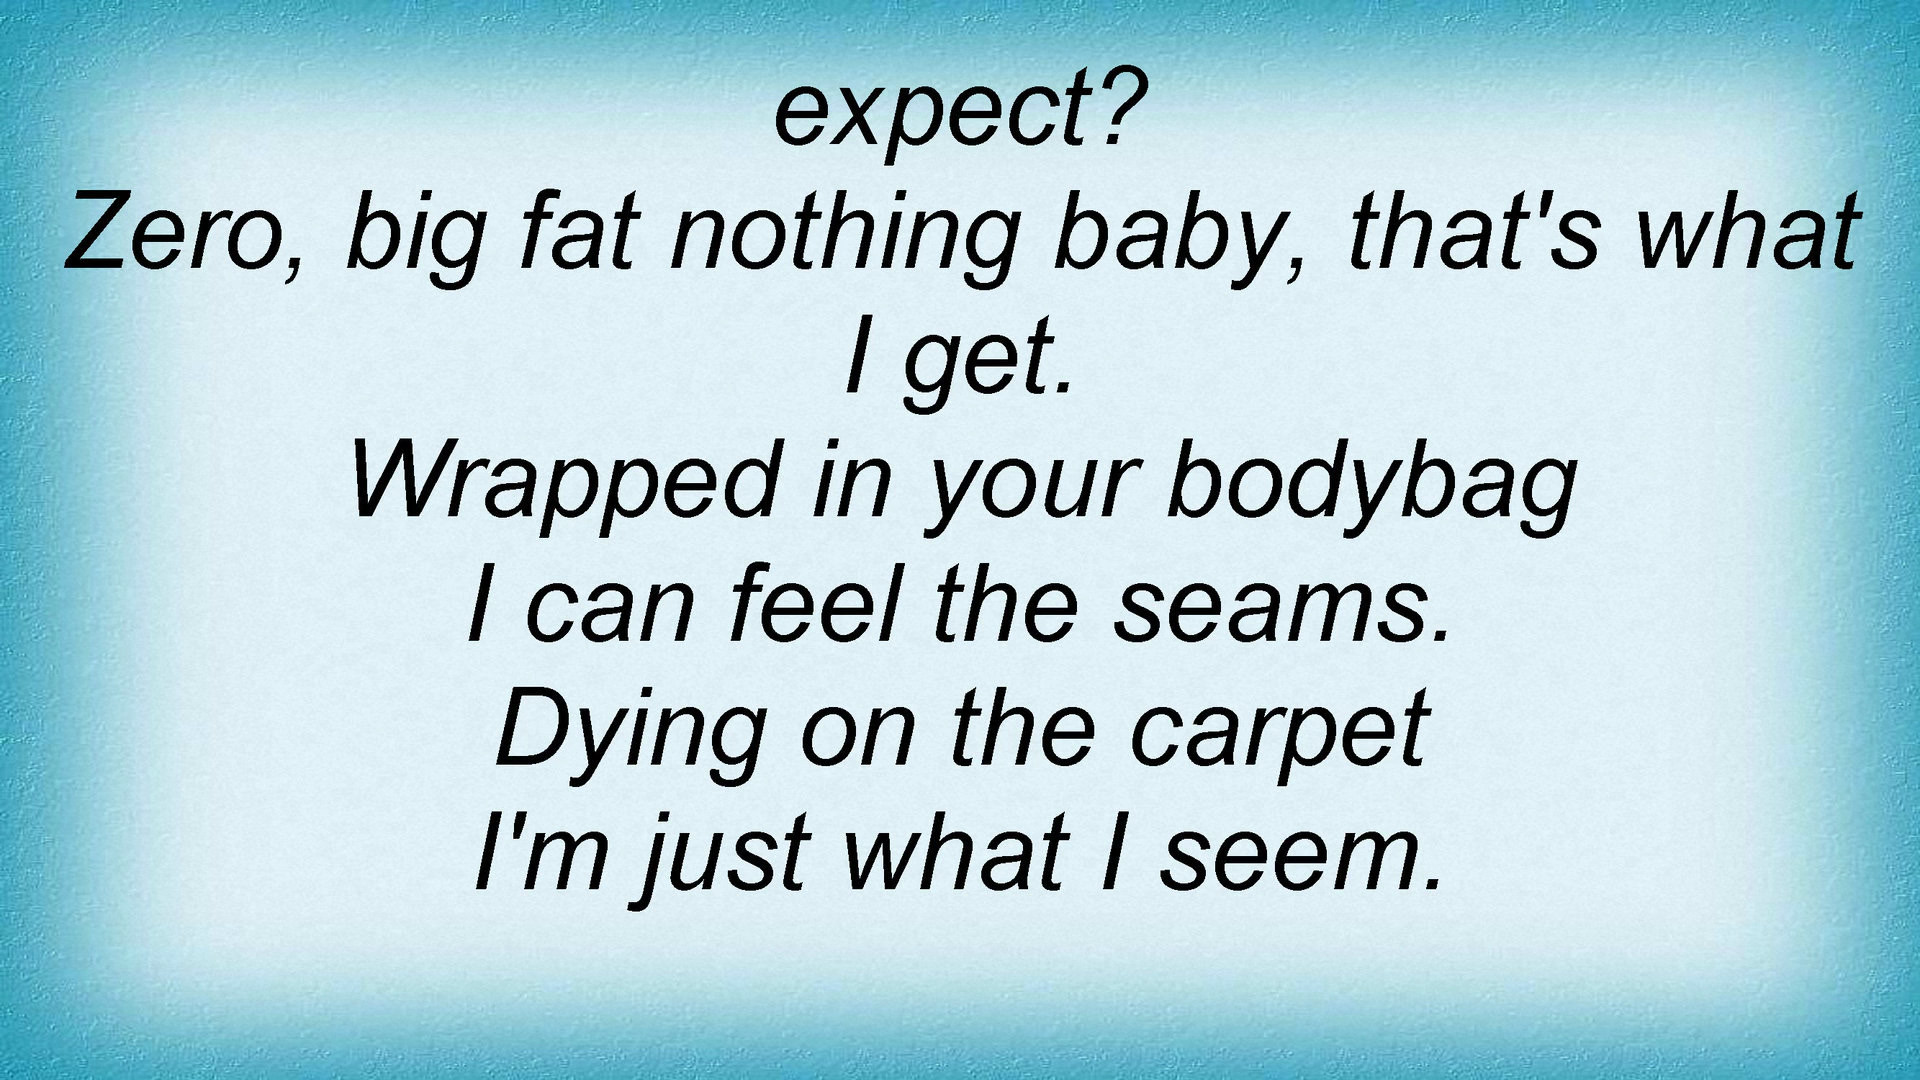 expect?
Zero, big fat nothing baby, that's what
I get.
Wrapped in your bodybag
I can feel the seams.
Dying on the carpet
I'm just what I seem.